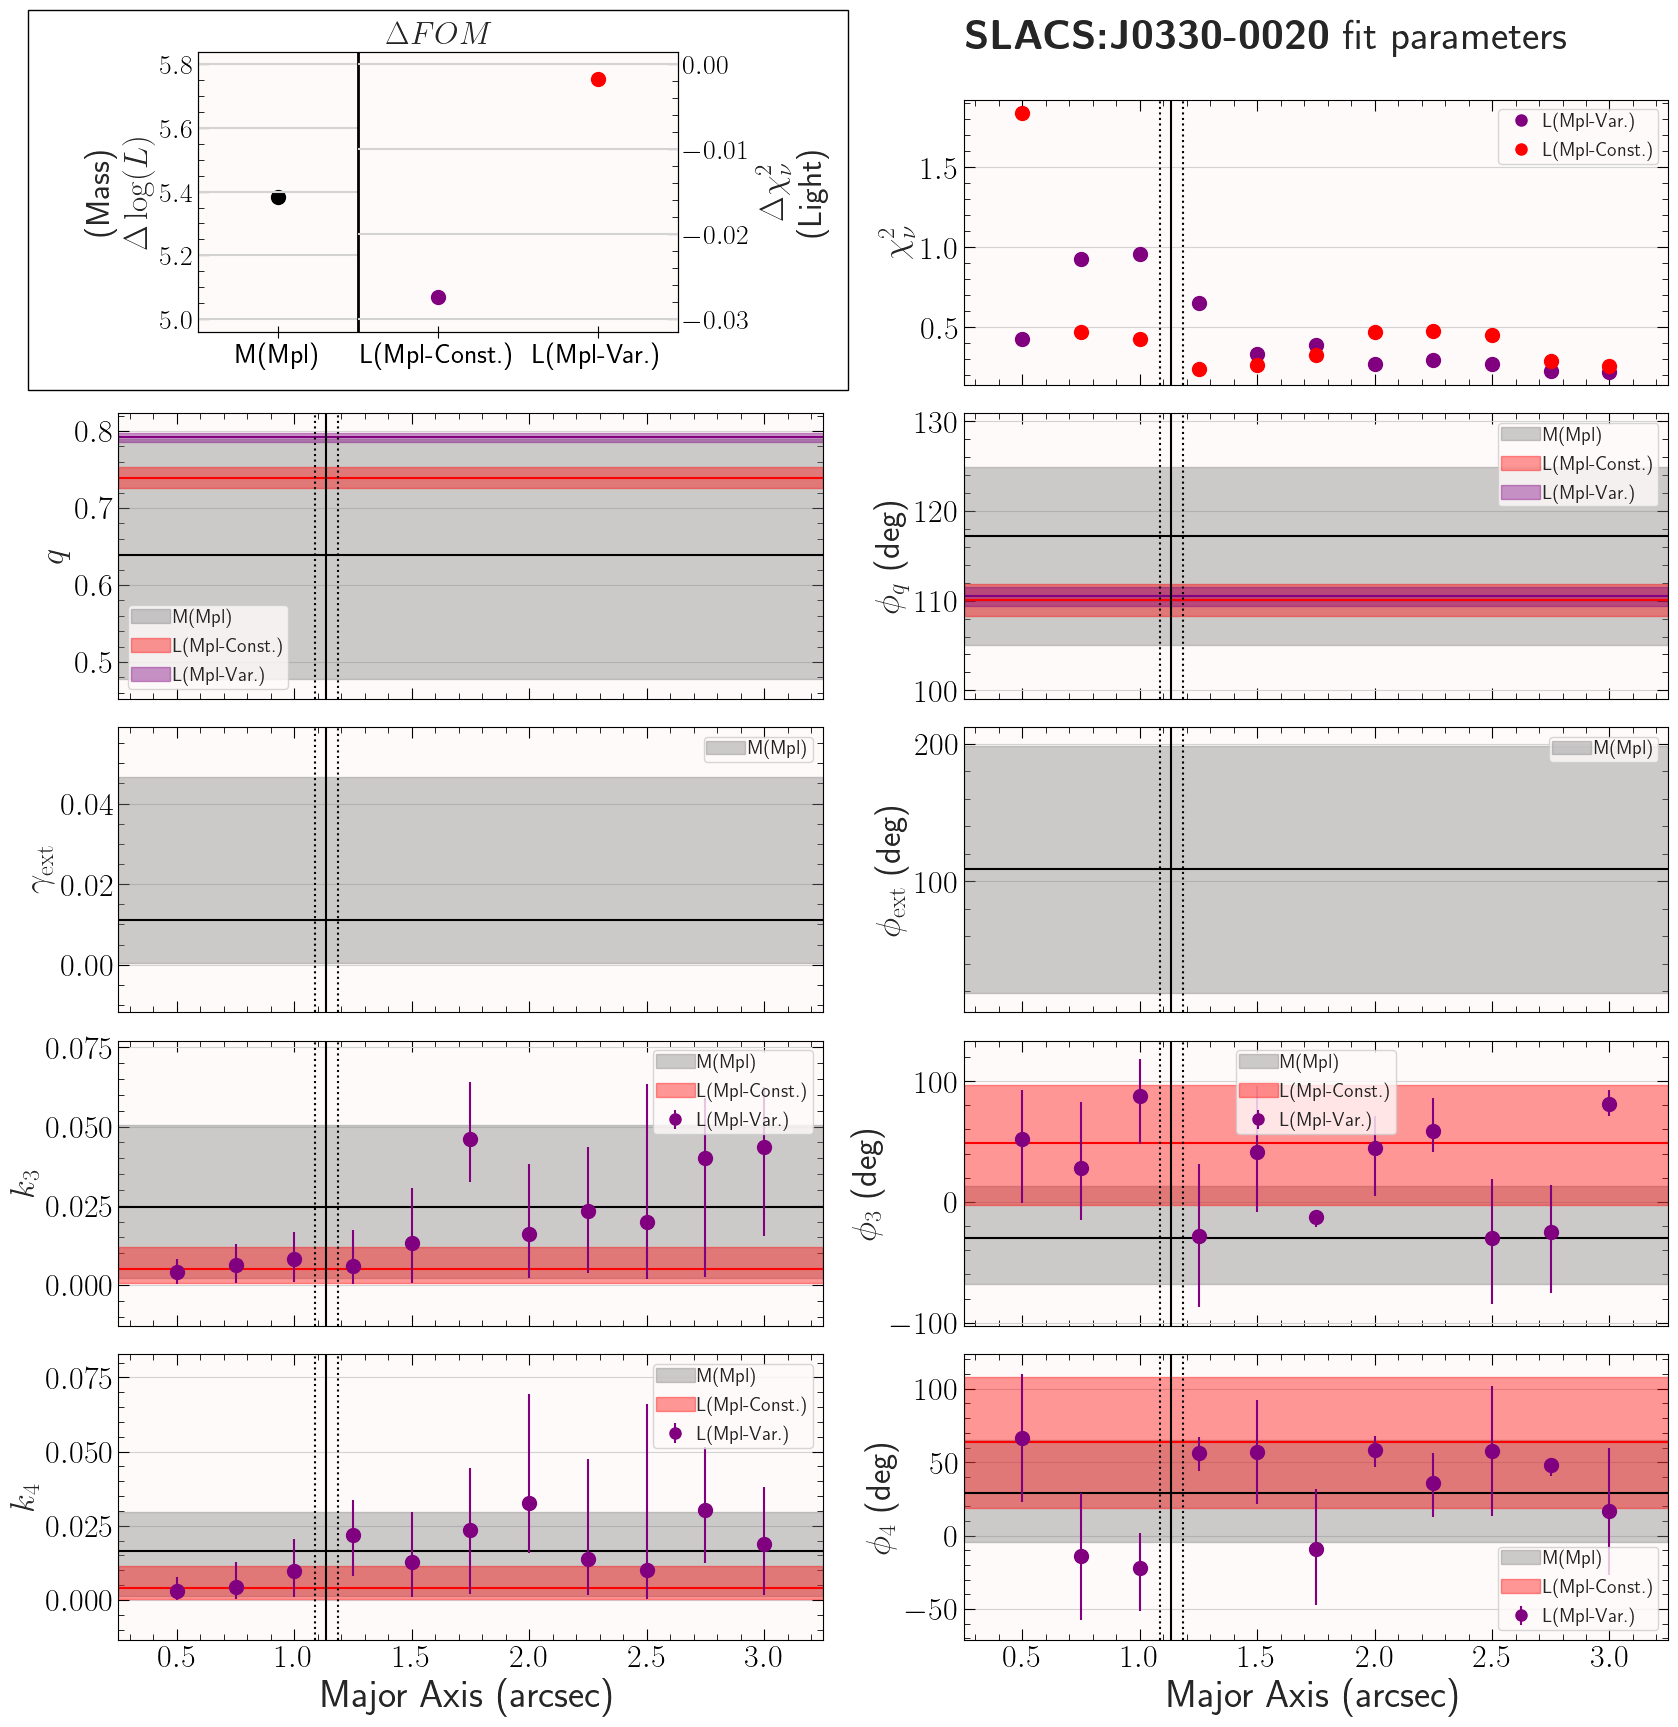 ΔFOM
SLACS:J0330-0020 fit parameters
(Mass)
Δ log(L)
5.8
5.6
5.4
5.2
5.0
0.00
−0.01
−0.02
−0.03
Δχ²ν
(Light)
M(Mpl)
L(Mpl-Const.)
L(Mpl-Var.)
χ²ν
1.5
1.0
0.5
L(Mpl-Var.)
L(Mpl-Const.)
q
0.8
0.7
0.6
0.5
M(Mpl)
L(Mpl-Const.)
L(Mpl-Var.)
ϕq (deg)
130
120
110
100
M(Mpl)
L(Mpl-Const.)
L(Mpl-Var.)
γext
0.04
0.02
0.00
M(Mpl)
ϕext (deg)
200
100
M(Mpl)
k3
0.075
0.050
0.025
0.000
M(Mpl)
L(Mpl-Const.)
L(Mpl-Var.)
ϕ3 (deg)
100
0
−100
M(Mpl)
L(Mpl-Const.)
L(Mpl-Var.)
k4
0.075
0.050
0.025
0.000
M(Mpl)
L(Mpl-Const.)
L(Mpl-Var.)
0.5 1.0 1.5 2.0 2.5 3.0
Major Axis (arcsec)
ϕ4 (deg)
100
50
0
−50
M(Mpl)
L(Mpl-Const.)
L(Mpl-Var.)
0.5 1.0 1.5 2.0 2.5 3.0
Major Axis (arcsec)